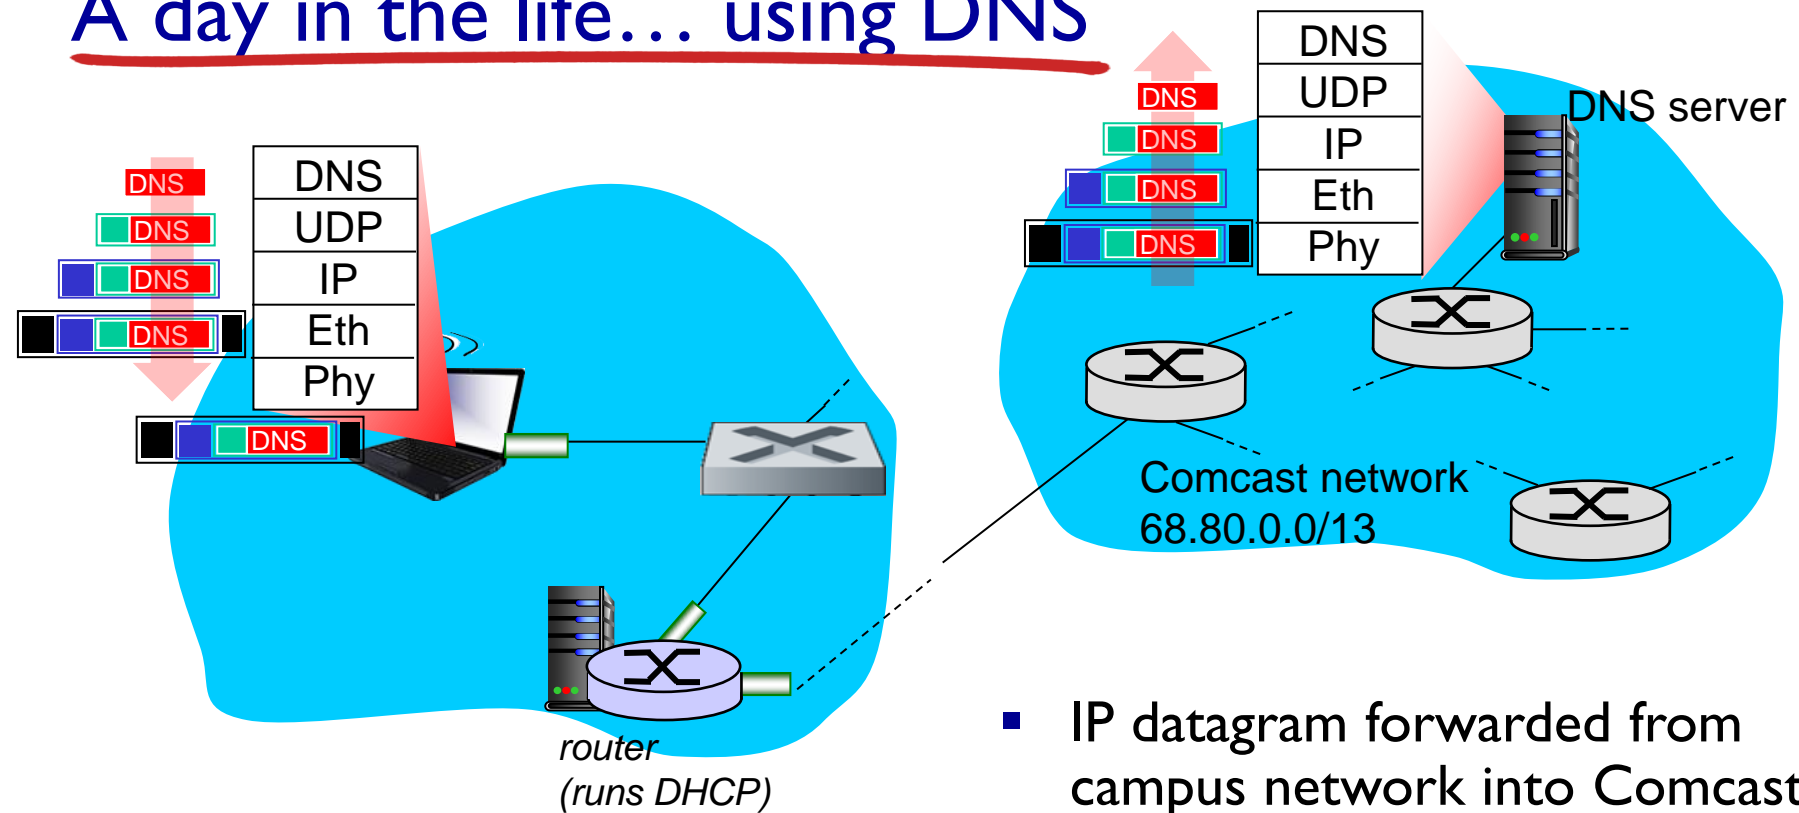 A day in the life… using DNS
DNS
DNS
DNS
DNS
DNS
DNS
UDP
IP
Eth
Phy
DNS
DNS
DNS
DNS
DNS
UDP
IP
Eth
Phy
DNS server
Comcast network
68.80.0.0/13
router
(runs DHCP)
▪ IP datagram forwarded from
campus network into Comcast